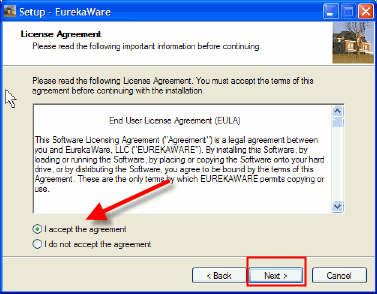 Setup - EurekaWare
License Agreement
Please read the following important information before continuing.
Please read the following License Agreement. You must accept the terms of this
agreement before continuing with the installation.
End User License Agreement (EULA)
This Software Licensing Agreement ("Agreement") is a legal agreement between
you and EurekaWare, LLC ("EUREKAWARE"). By installing this Software, by
loading or running the Software, by placing or copying the Software onto your hard
drive, or by distributing the Software, you agree to be bound by the terms of this
Agreement. These are the only terms by which EUREKAWARE permits copying or
use.
I accept the agreement
I do not accept the agreement
< Back
Next >
Cancel